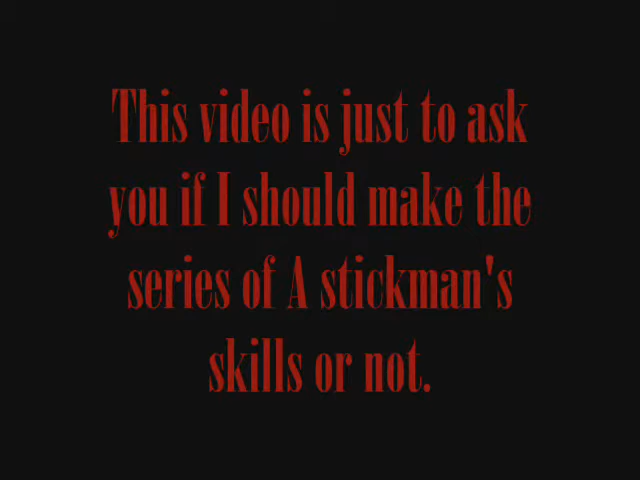 This video is just to ask
you if I should make the
series of A stickman's
skills or not.